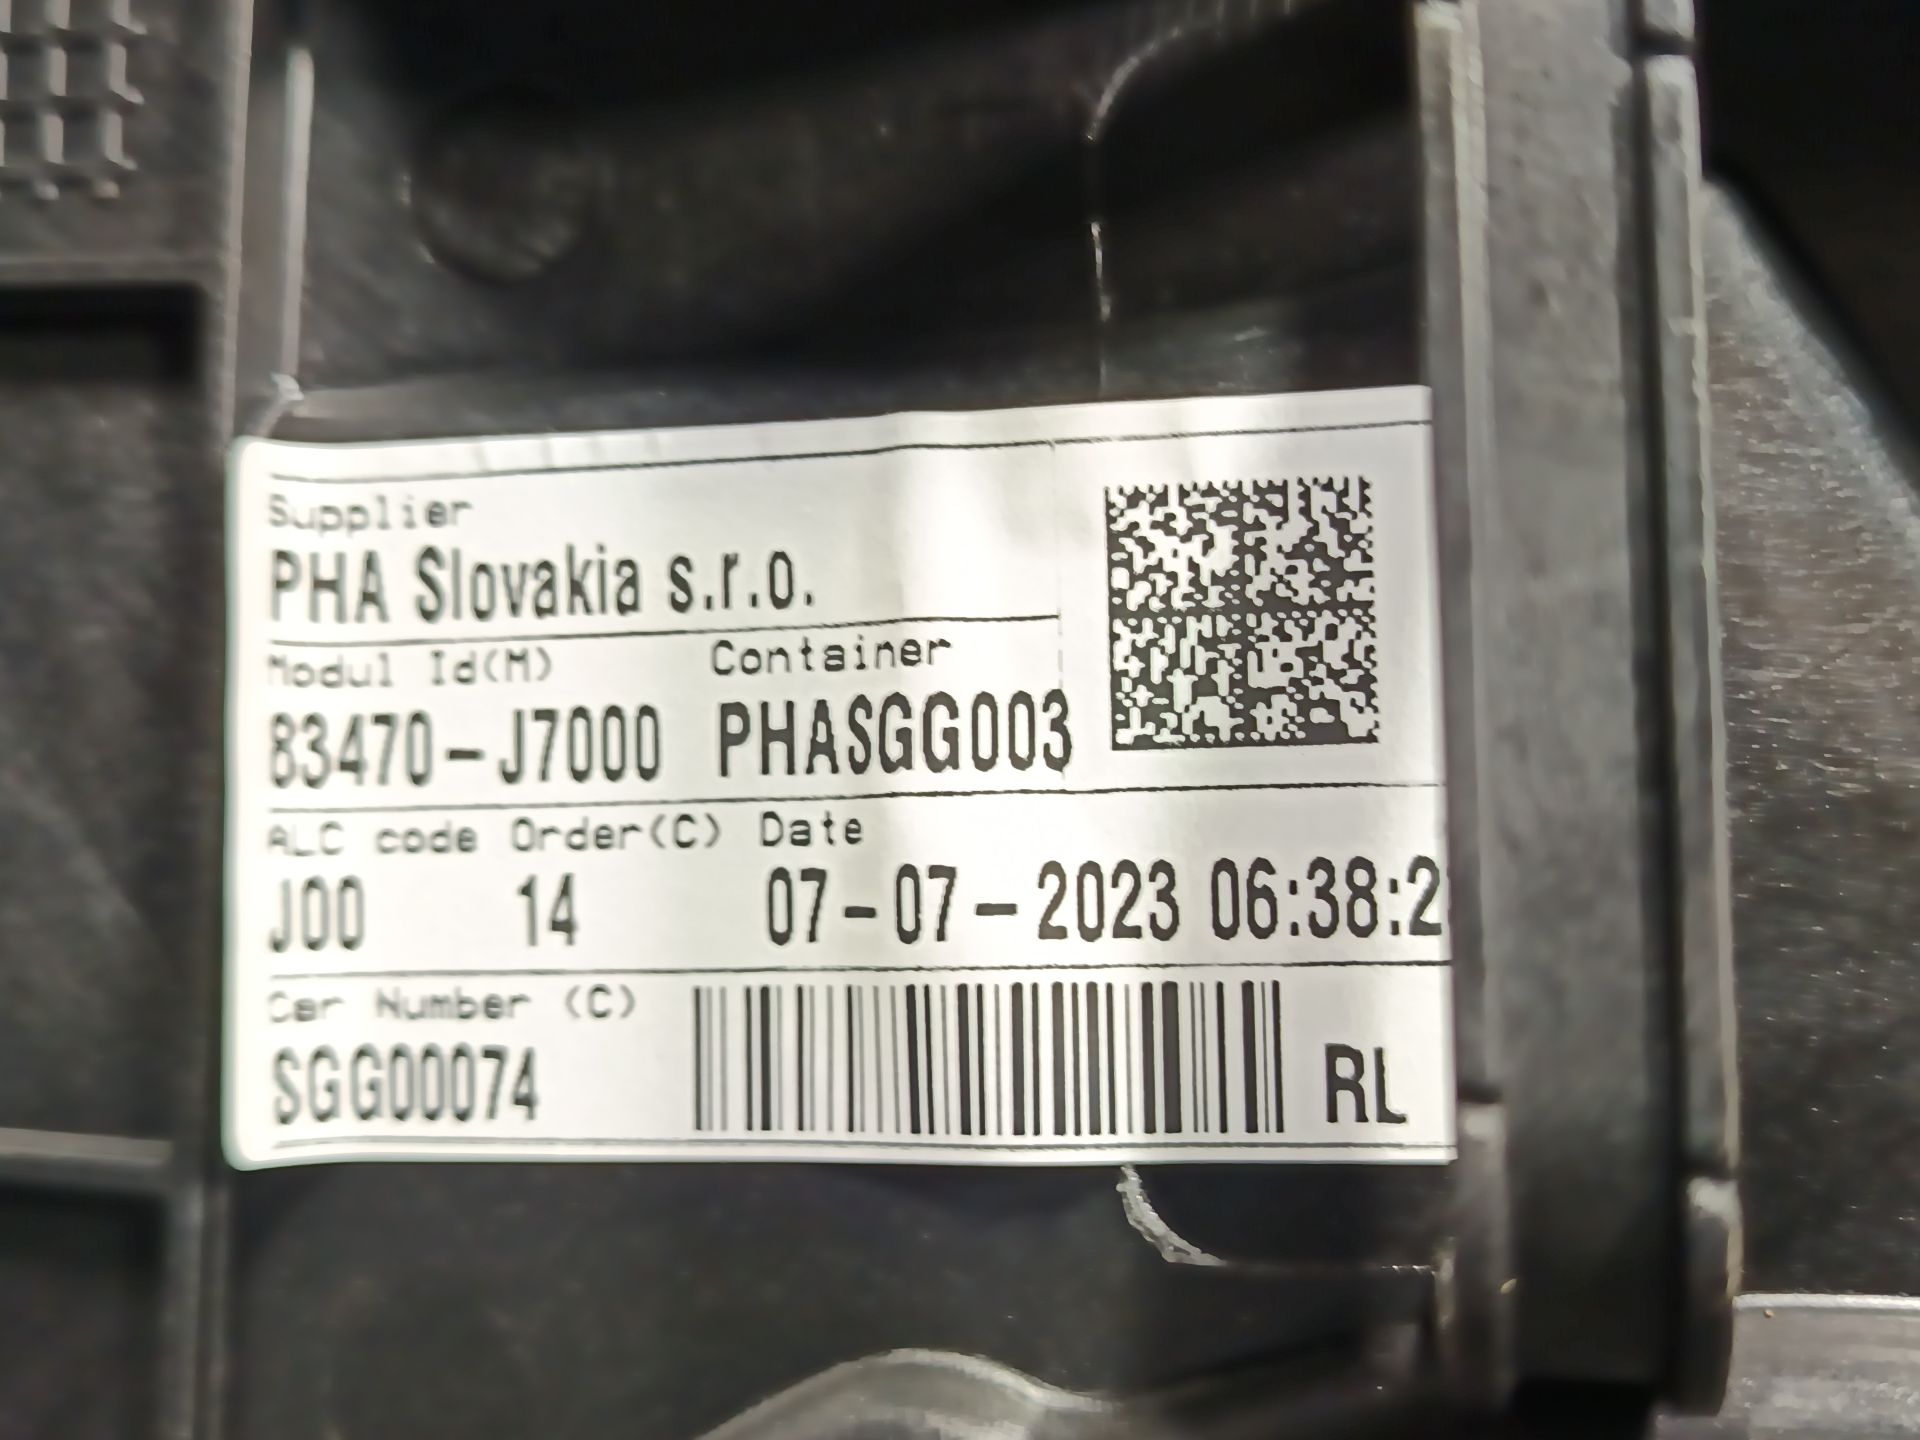 Supplier
PHA Slovakia s.r.o.
Modul Id(M) Container
83470-J7000 PHASGG003
ALC code Order(C) Date
J00 14 07-07-2023 06:38:2
Car Number (C)
SGG00074 RL